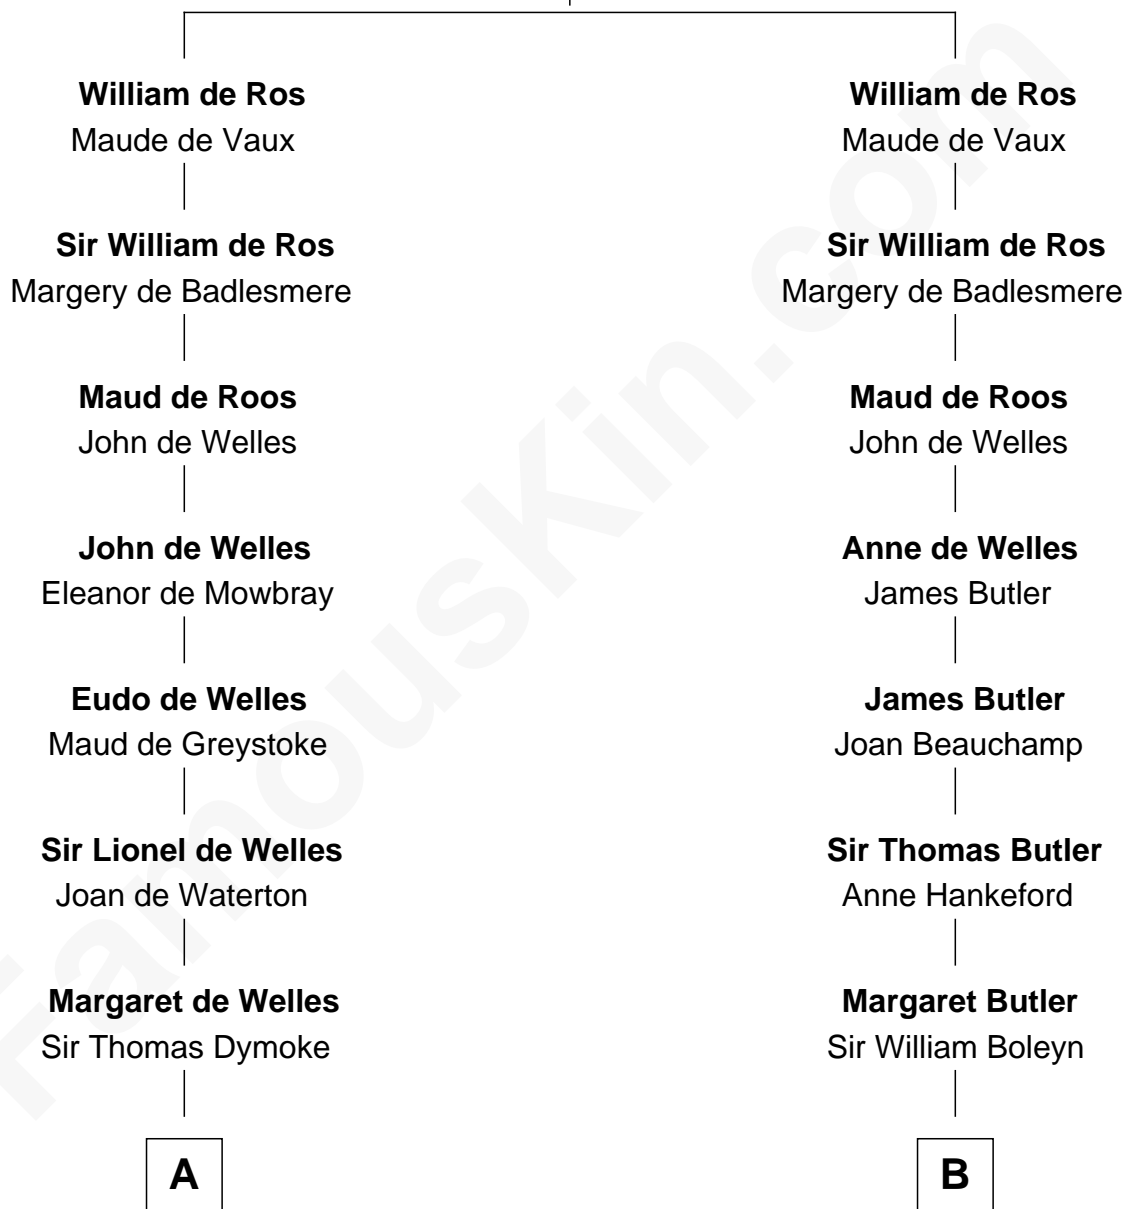 William de Ros
Maude de Vaux
Sir William de Ros
Margery de Badlesmere
Maud de Roos
John de Welles
John de Welles
Eleanor de Mowbray
Eudo de Welles
Maud de Greystoke
Sir Lionel de Welles
Joan de Waterton
Margaret de Welles
Sir Thomas Dymoke
A
William de Ros
Maude de Vaux
Sir William de Ros
Margery de Badlesmere
Maud de Roos
John de Welles
Anne de Welles
James Butler
James Butler
Joan Beauchamp
Sir Thomas Butler
Anne Hankeford
Margaret Butler
Sir William Boleyn
B
FamousKin.com